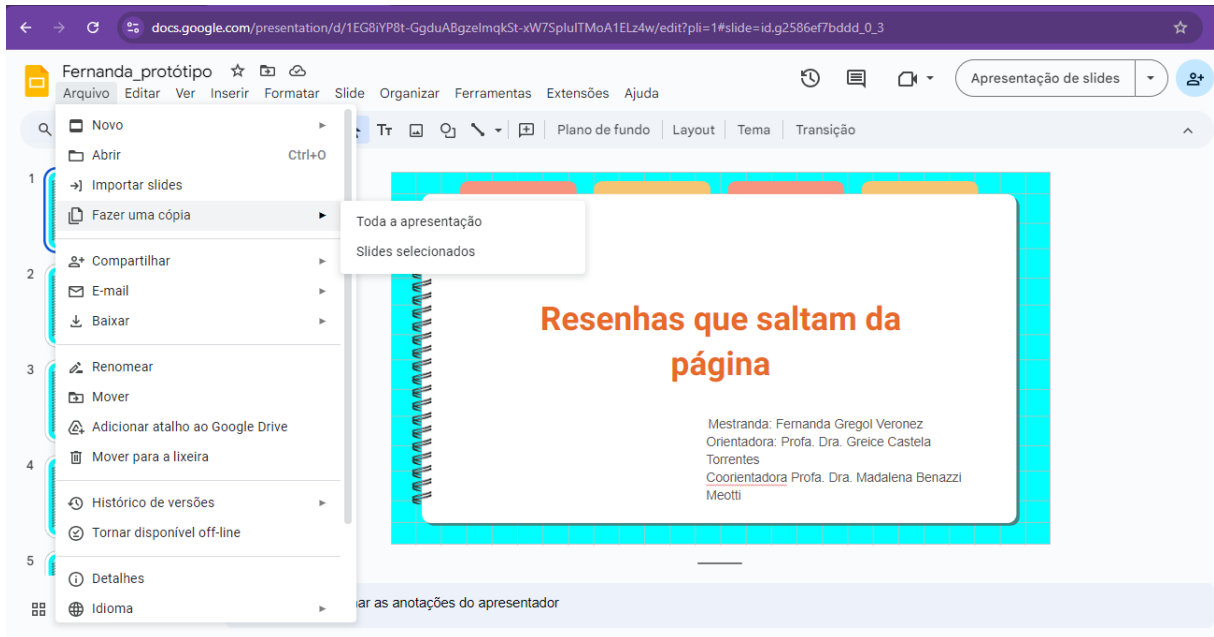 docs.google.com/presentation/d/1EG8iYP8t-GgduABgzelmqkSt-xW7SpluITMoA1ELz4w/edit?pli=1#slide=id.g2586ef7bddd_0_3
Fernanda_protótipo
Arquivo Editar Ver Inserir Formatar Slide Organizar Ferramentas Extensões Ajuda
Apresentação de slides
Plano de fundo Layout Tema Transição
Novo
Abrir Ctrl+O
Importar slides
Fazer uma cópia
Toda a apresentação
Slides selecionados
Compartilhar
E-mail
Baixar
Renomear
Mover
Adicionar atalho ao Google Drive
Mover para a lixeira
Histórico de versões
Tornar disponível off-line
Detalhes
Idioma
1
2
3
4
5
Resenhas que saltam da
página
Mestranda: Fernanda Gregol Veronez
Orientadora: Profa. Dra. Greice Castela
Torrentes
Coorientadora Profa. Dra. Madalena Benazzi
Meotti
as anotações do apresentador